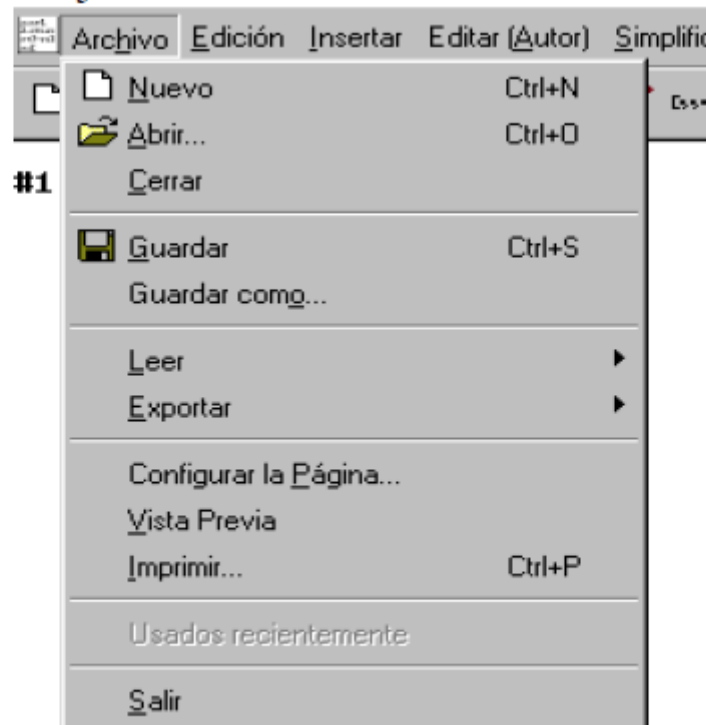 Archivo Edición Insertar Editar (Autor) Simplific
Nuevo Ctrl+N
Abrir... Ctrl+O
#1 Cerrar
Guardar Ctrl+S
Guardar como...
Leer
Exportar
Configurar la Página...
Vista Previa
Imprimir... Ctrl+P
Usados recientemente
Salir